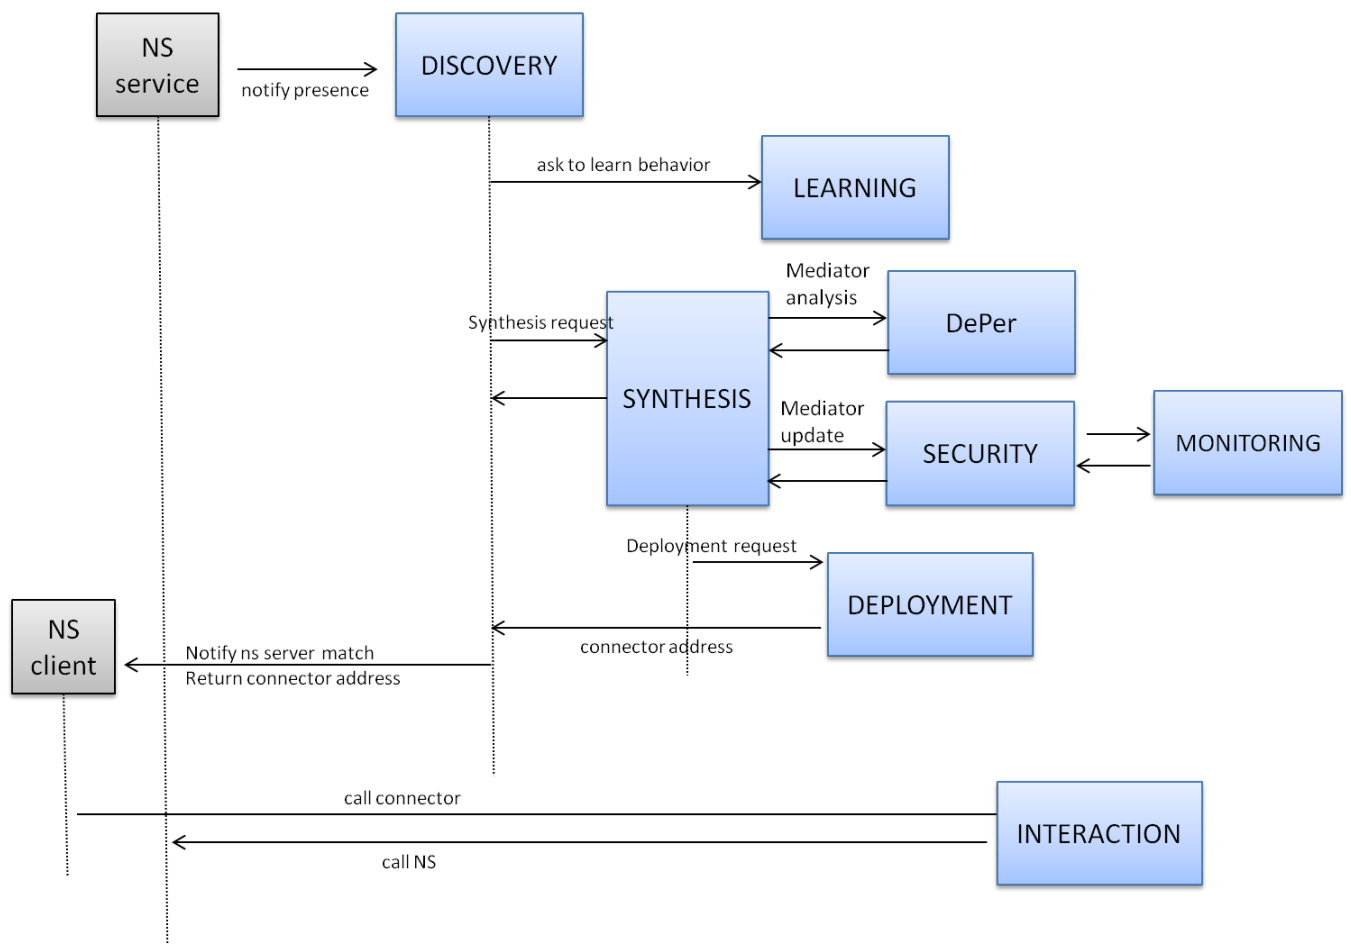 NS
service
notify presence
DISCOVERY
ask to learn behavior
LEARNING
Mediator
analysis
DePer
Synthesis request
SYNTHESIS
Mediator
update
SECURITY
MONITORING
Deployment request
DEPLOYMENT
connector address
NS
client
Notify ns server match
Return connector address
call connector
INTERACTION
call NS